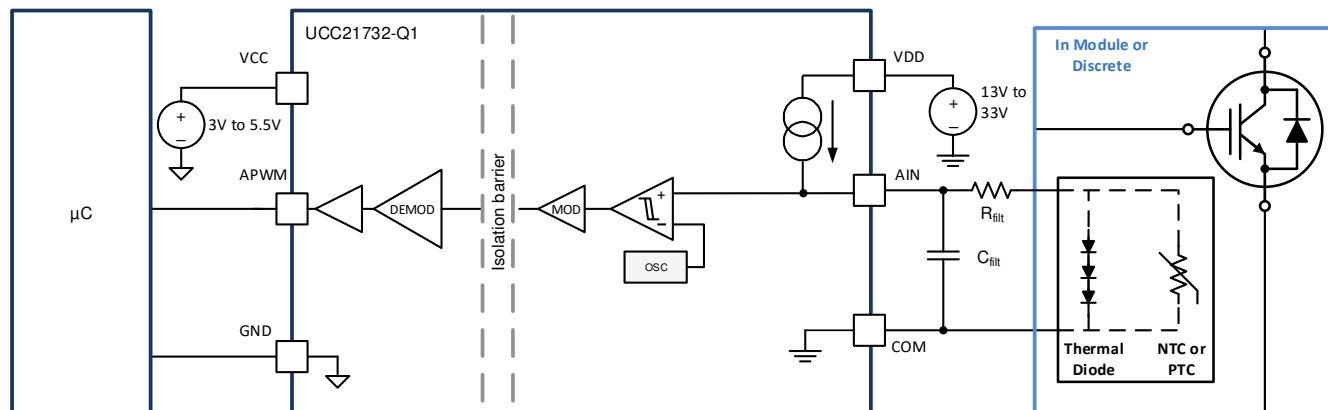 UCC21732-Q1
In Module or
Discrete
VCC
VDD
+
−
3V to 5.5V
+
−
13V to
33V
APWM
AIN
µC
DEMOD
Isolation barrier
MOD
+
−
Rfilt
OSC
Cfilt
GND
COM
Thermal
Diode
NTC or
PTC